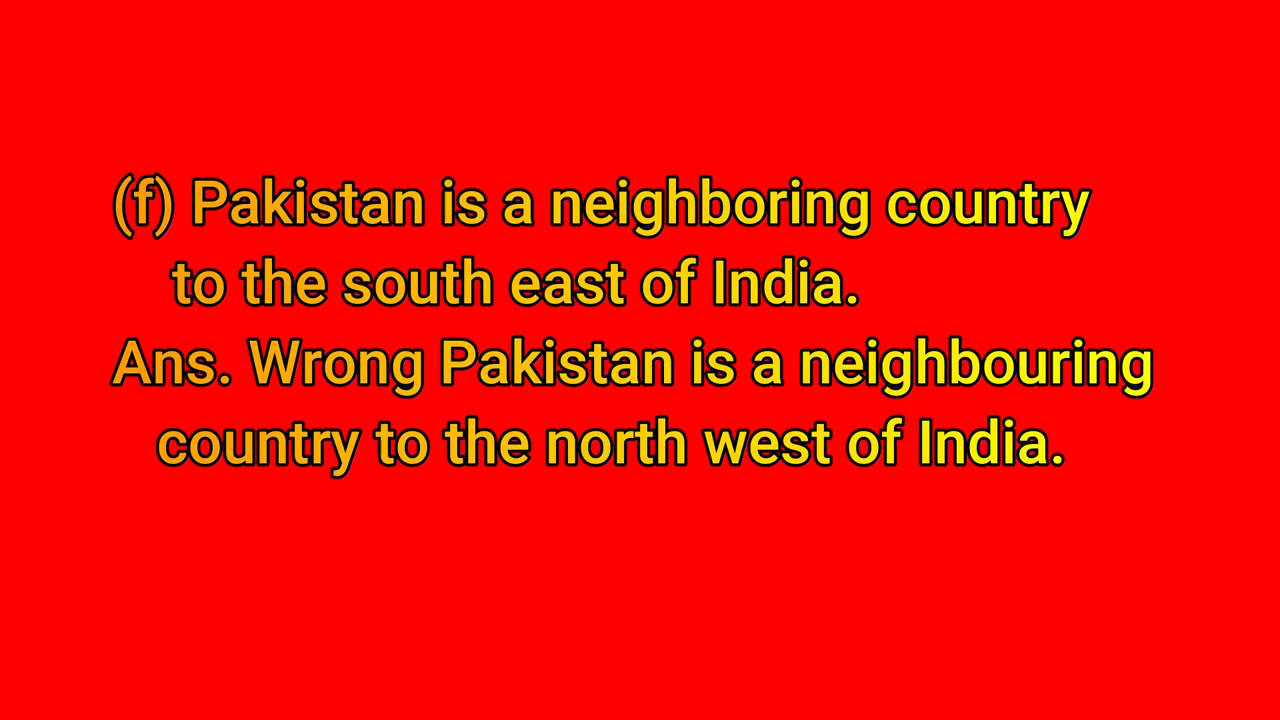 (f) Pakistan is a neighboring country
to the south east of India.
Ans. Wrong Pakistan is a neighbouring
country to the north west of India.